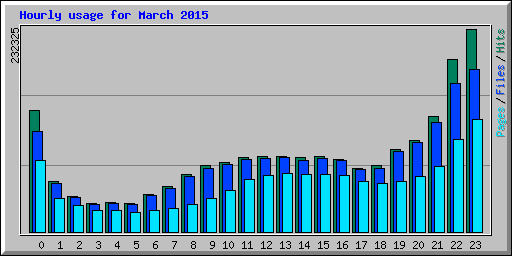 Hourly usage for March 2015
232325
Pages / Files / Hits
0 1 2 3 4 5 6 7 8 9 10 11 12 13 14 15 16 17 18 19 20 21 22 23